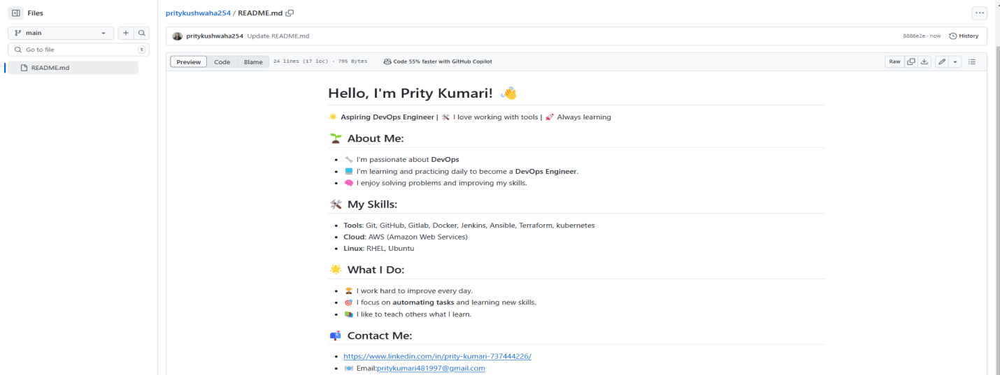 Files
main
Go to file
t
README.md
pritykushwaha254 / README.md
pritykushwaha254 Update README.md
8886e2e · now
History
Preview
Code
Blame
24 lines (17 loc) · 795 Bytes
Code 55% faster with GitHub Copilot
Raw
Hello, I'm Prity Kumari! 👋
🌟 Aspiring DevOps Engineer | 🛠️ I love working with tools | 🚀 Always learning
🌱 About Me:
• 🔧 I'm passionate about DevOps
• 💻 I'm learning and practicing daily to become a DevOps Engineer.
• 🧠 I enjoy solving problems and improving my skills.
🛠️ My Skills:
• Tools: Git, GitHub, Gitlab, Docker, Jenkins, Ansible, Terraform, kubernetes
• Cloud: AWS (Amazon Web Services)
• Linux: RHEL, Ubuntu
🌟 What I Do:
• 🏆 I work hard to improve every day.
• 🎯 I focus on automating tasks and learning new skills.
• 📚 I like to teach others what I learn.
📫 Contact Me:
• https://www.linkedin.com/in/prity-kumari-737444226/
• 📧 Email:pritykumari481997@gmail.com